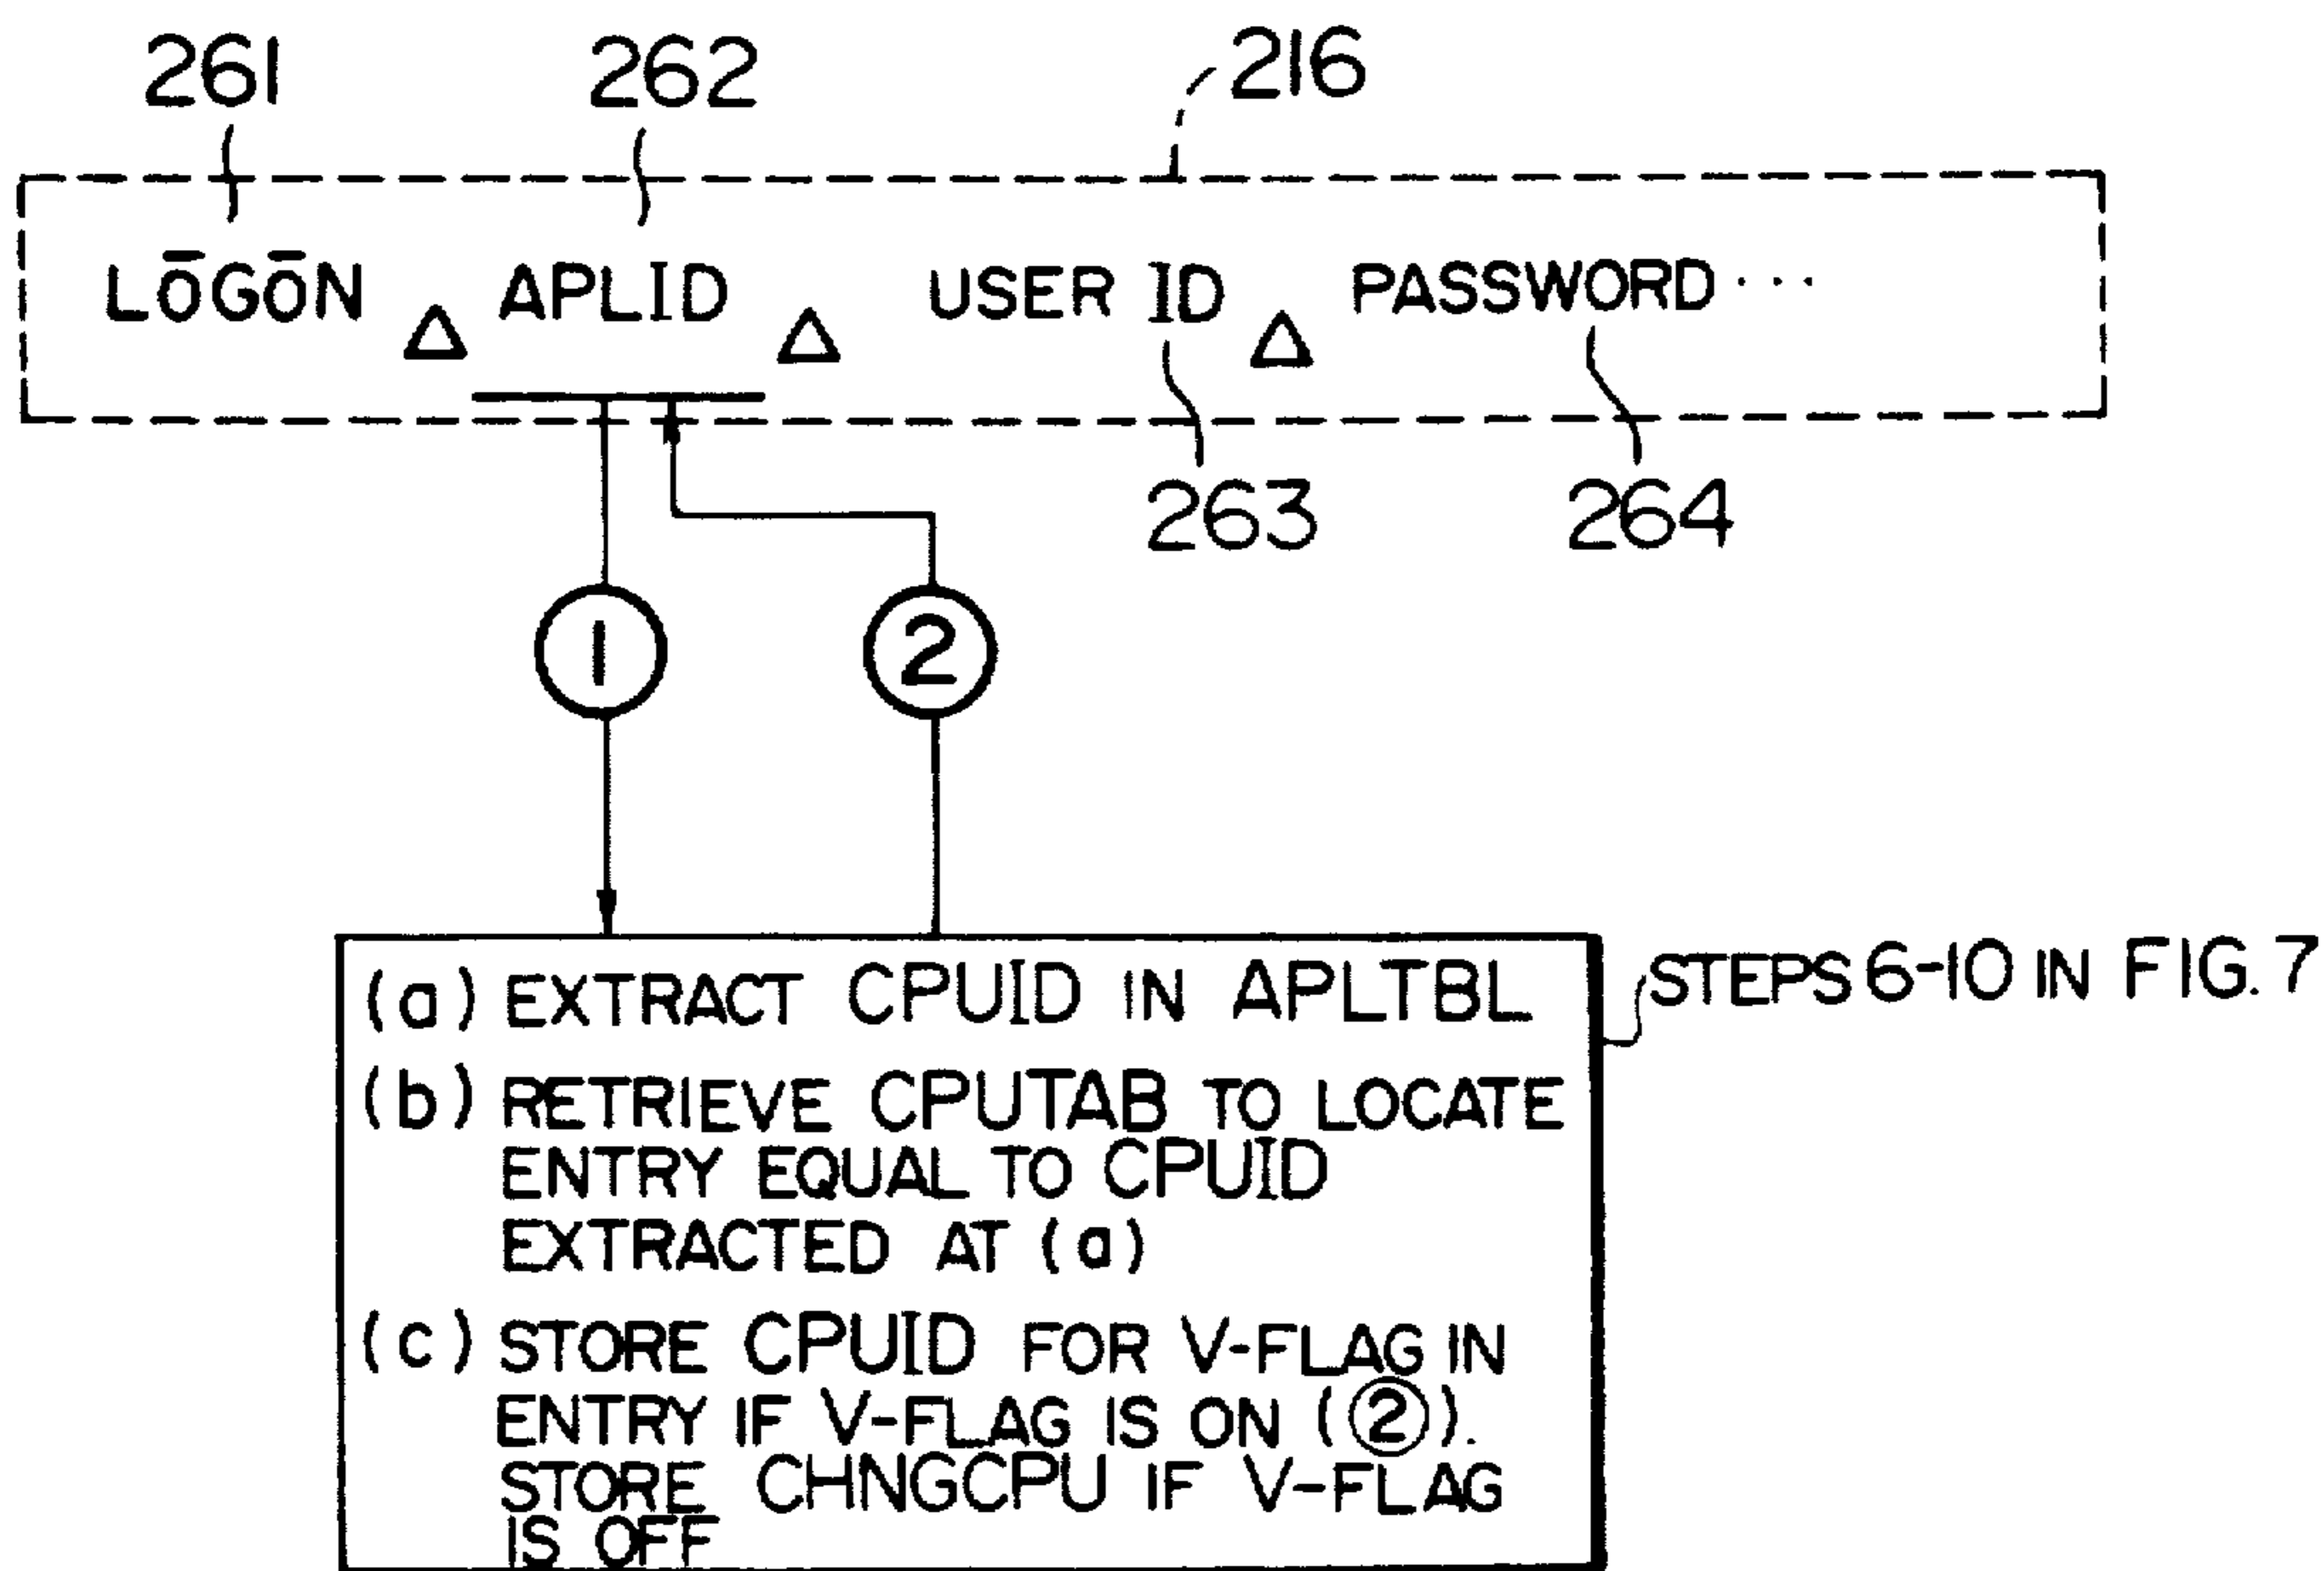 261 262 216
LŌGŌN △ APLID △ USER ID △ PASSWORD...
263 264
① ②
(a) EXTRACT CPUID IN APLTBL
STEPS 6-10 IN FIG. 7
(b) RETRIEVE CPUTAB TO LOCATE
ENTRY EQUAL TO CPUID
EXTRACTED AT (a)
(c) STORE CPUID FOR V-FLAG IN
ENTRY IF V-FLAG IS ON (②).
STORE CHNGCPU IF V-FLAG
IS OFF